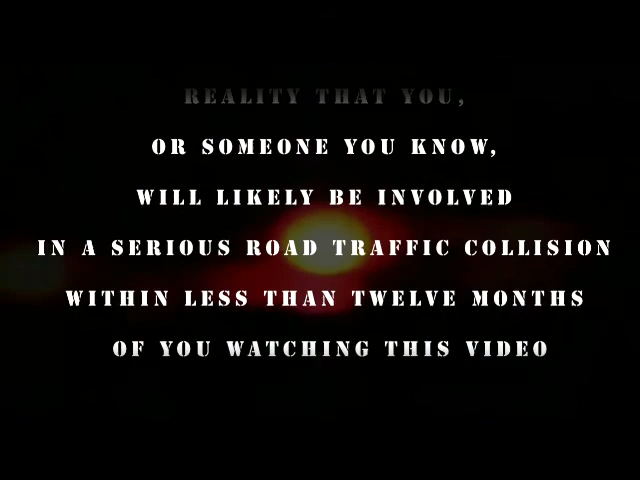 REALITY THAT YOU,
OR SOMEONE YOU KNOW,
WILL LIKELY BE INVOLVED
IN A SERIOUS ROAD TRAFFIC COLLISION
WITHIN LESS THAN TWELVE MONTHS
OF YOU WATCHING THIS VIDEO